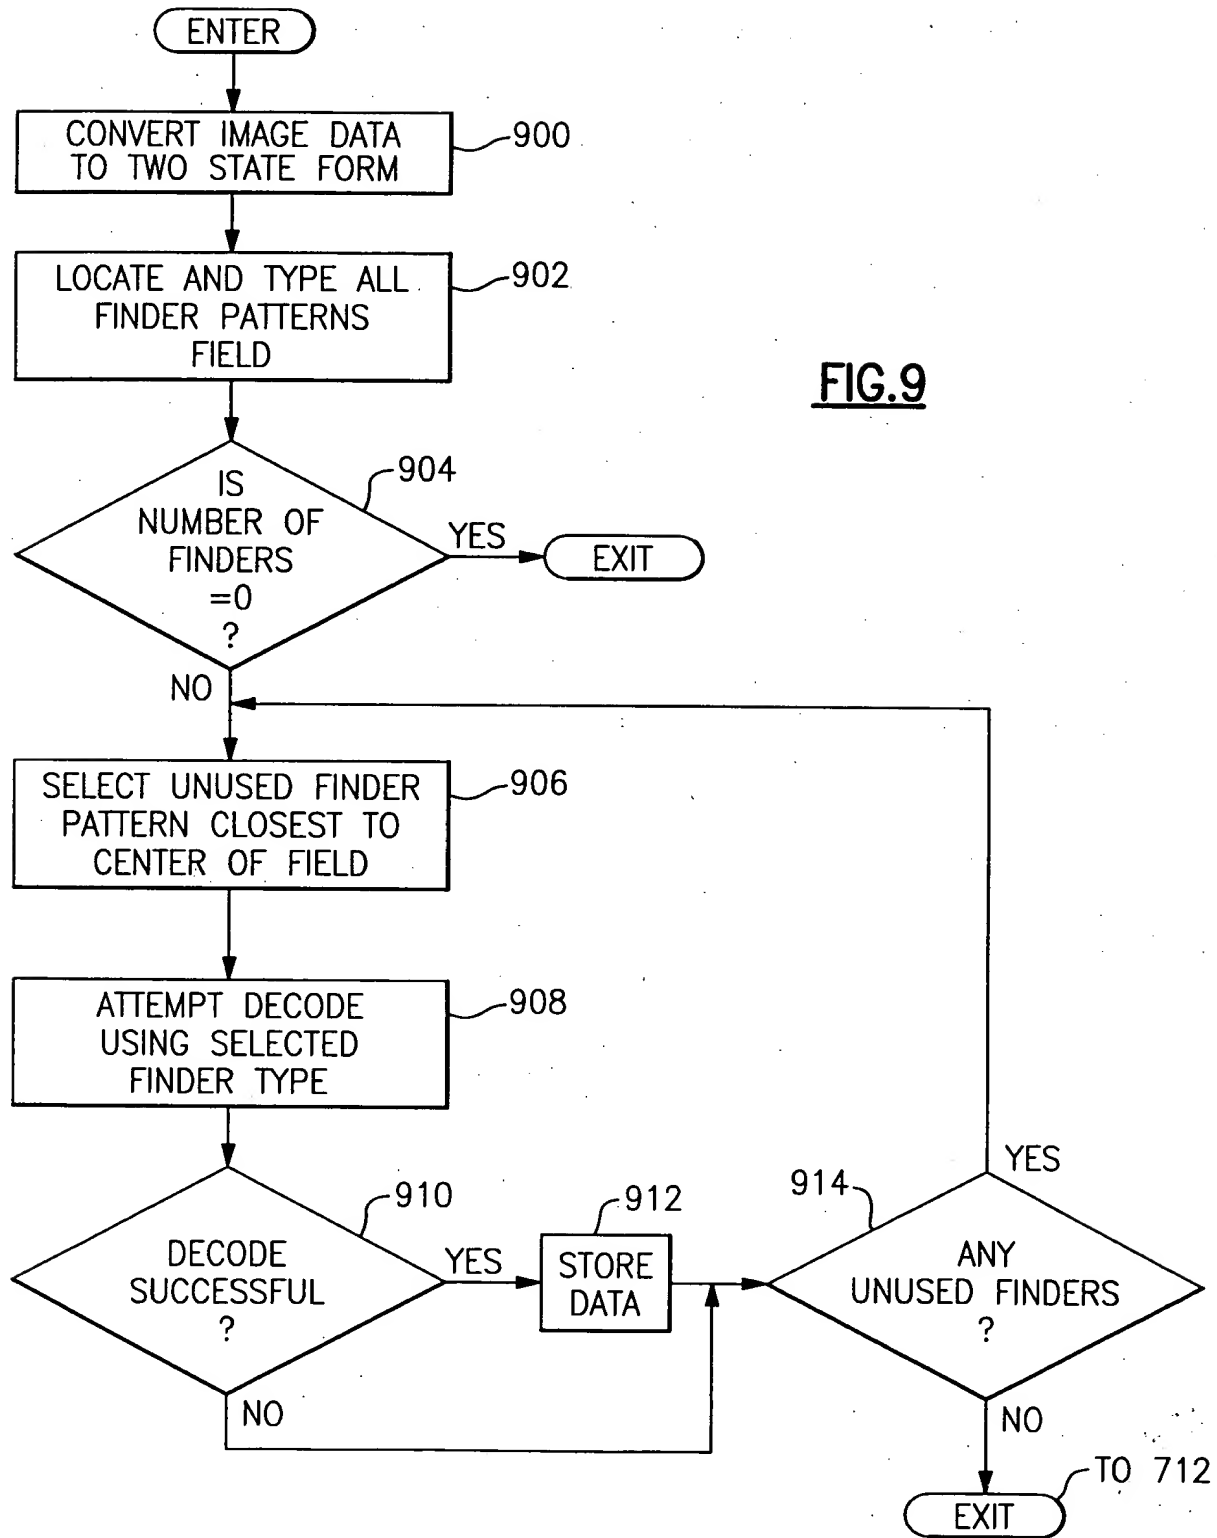 ENTER
CONVERT IMAGE DATA
TO TWO STATE FORM
900
LOCATE AND TYPE ALL
FINDER PATTERNS
FIELD
902
FIG.9
IS
NUMBER OF
FINDERS
=0
?
904
YES
EXIT
NO
SELECT UNUSED FINDER
PATTERN CLOSEST TO
CENTER OF FIELD
906
ATTEMPT DECODE
USING SELECTED
FINDER TYPE
908
DECODE
SUCCESSFUL
?
910
YES
NO
STORE
DATA
912
ANY
UNUSED FINDERS
?
914
YES
NO
EXIT
TO 712